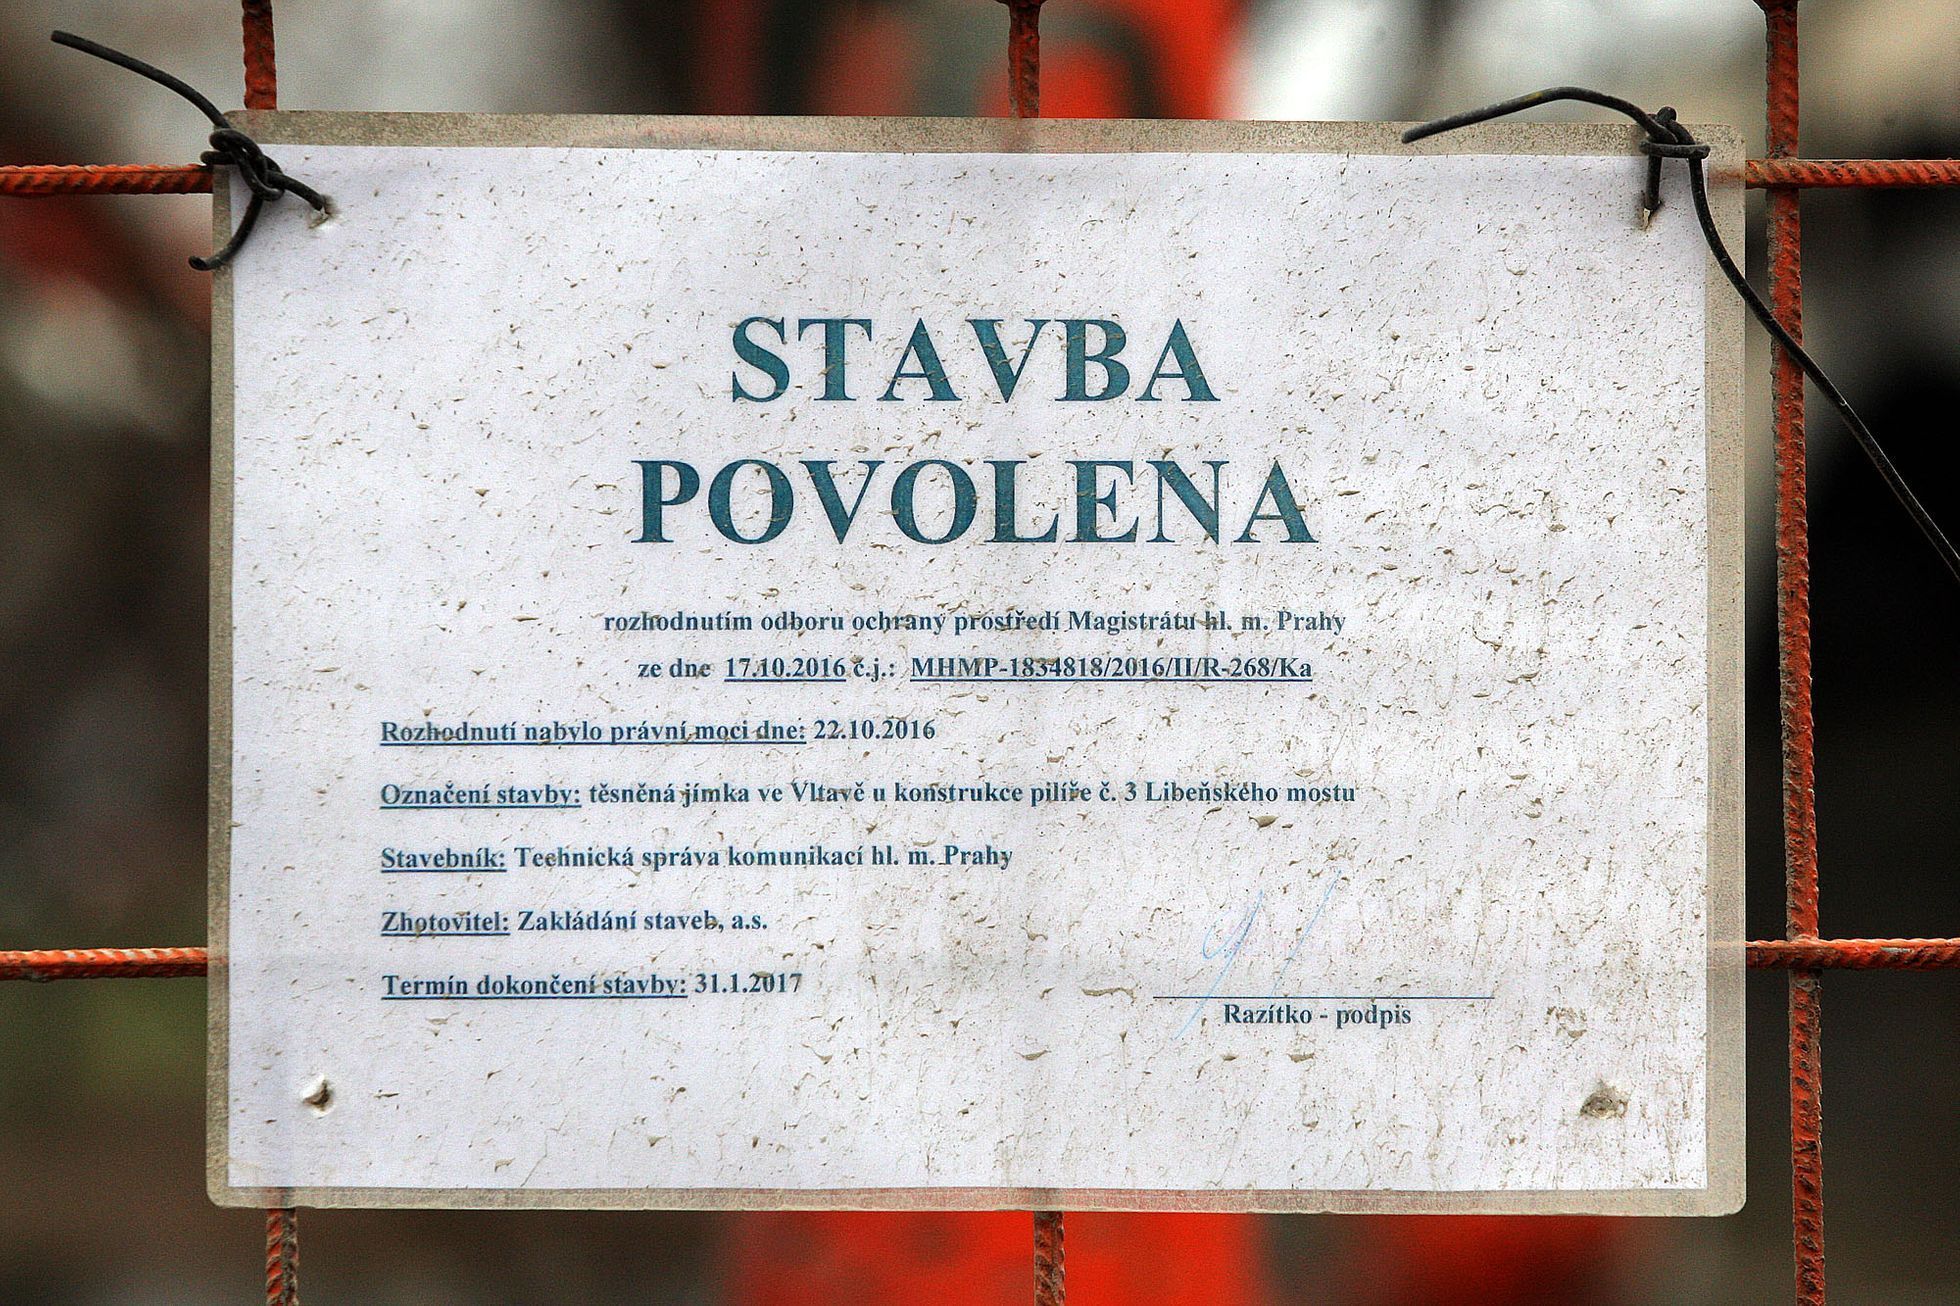 STAVBA
POVOLENA
rozhodnutím odboru ochrany prostředí Magistrátu hl. m. Prahy
ze dne 17.10.2016 č.j.: MHMP-1834818/2016/II/R-268/Ka
Rozhodnutí nabylo právní moci dne: 22.10.2016
Označení stavby: těsněná jímka ve Vltavě u konstrukce pilíře č. 3 Libeňského mostu
Stavebník: Technická správa komunikací hl. m. Prahy
Zhotovitel: Zakládání staveb, a.s.
Termín dokončení stavby: 31.1.2017
Razítko - podpis